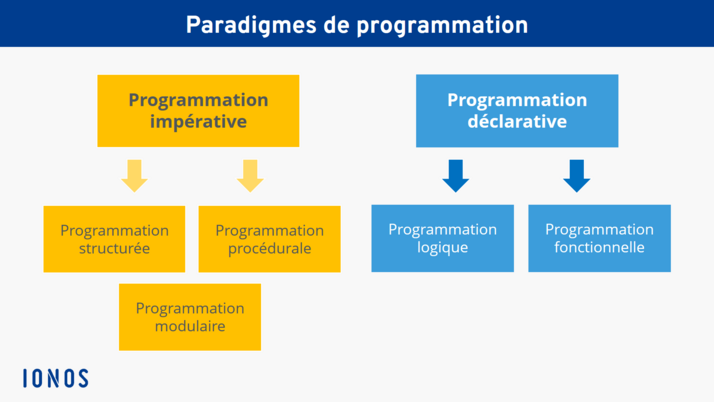 Paradigmes de programmation
Programmation
impérative
Programmation
déclarative
Programmation
structurée
Programmation
procédurale
Programmation
logique
Programmation
fonctionnelle
Programmation
modulaire
IONOS